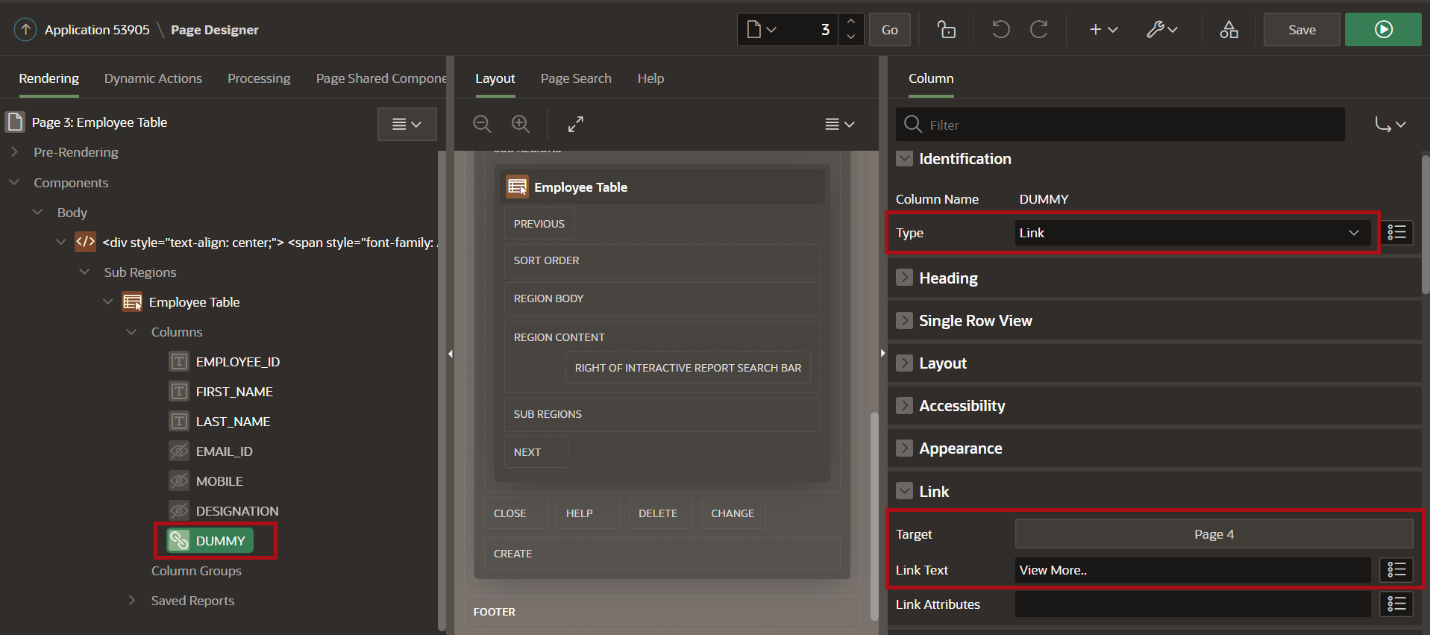 Application 53905 \ Page Designer
3
Go
Save
Rendering
Dynamic Actions
Processing
Page Shared Compone
Page 3: Employee Table
Pre-Rendering
Components
Body
<div style="text-align: center;"> <span style="font-family: .
Sub Regions
Employee Table
Columns
EMPLOYEE_ID
FIRST_NAME
LAST_NAME
EMAIL_ID
MOBILE
DESIGNATION
DUMMY
Column Groups
Saved Reports
Layout
Page Search
Help
SUB REGIONS
Employee Table
PREVIOUS
SORT ORDER
REGION BODY
REGION CONTENT
RIGHT OF INTERACTIVE REPORT SEARCH BAR
SUB REGIONS
NEXT
CLOSE
HELP
DELETE
CHANGE
CREATE
FOOTER
Column
Filter
Identification
Column Name DUMMY
Type Link
Heading
Single Row View
Layout
Accessibility
Appearance
Link
Target Page 4
Link Text View More..
Link Attributes